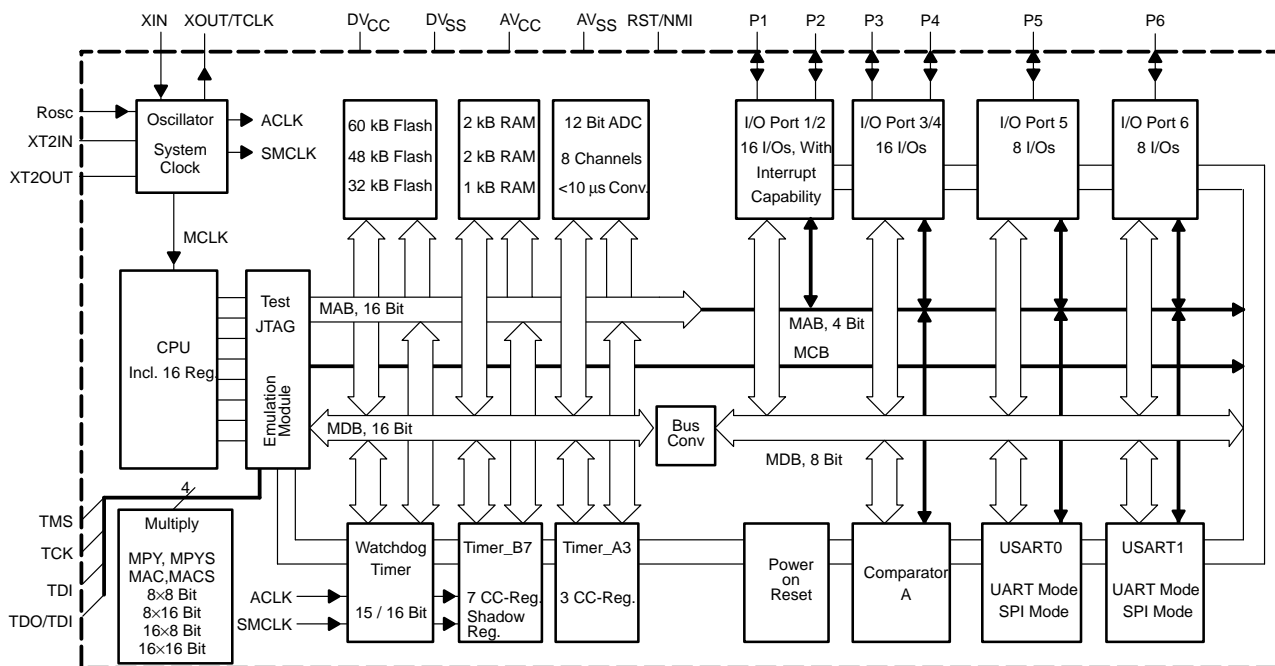 XIN
XOUT/TCLK
DVCC
DVSS
AVCC
AVSS
RST/NMI
P1
P2
P3
P4
P5
P6
Rosc
XT2IN
XT2OUT
Oscillator
System
Clock
ACLK
SMCLK
60 kB Flash
48 kB Flash
32 kB Flash
2 kB RAM
2 kB RAM
1 kB RAM
12 Bit ADC
8 Channels
<10 μs Conv.
I/O Port 1/2
16 I/Os, With
Interrupt
Capability
I/O Port 3/4
16 I/Os
I/O Port 5
8 I/Os
I/O Port 6
8 I/Os
MCLK
CPU
Incl. 16 Reg.
Test
JTAG
Emulation
Module
MAB, 16 Bit
MAB, 4 Bit
MCB
MDB, 16 Bit
Bus
Conv
MDB, 8 Bit
4
TMS
TCK
TDI
TDO/TDI
Multiply
MPY, MPYS
MAC,MACS
8×8 Bit
8×16 Bit
16×8 Bit
16×16 Bit
ACLK
SMCLK
Watchdog
Timer
15 / 16 Bit
Timer_B7
7 CC-Reg.
Shadow
Reg.
Timer_A3
3 CC-Reg.
Power
on
Reset
Comparator
A
USART0
UART Mode
SPI Mode
USART1
UART Mode
SPI Mode